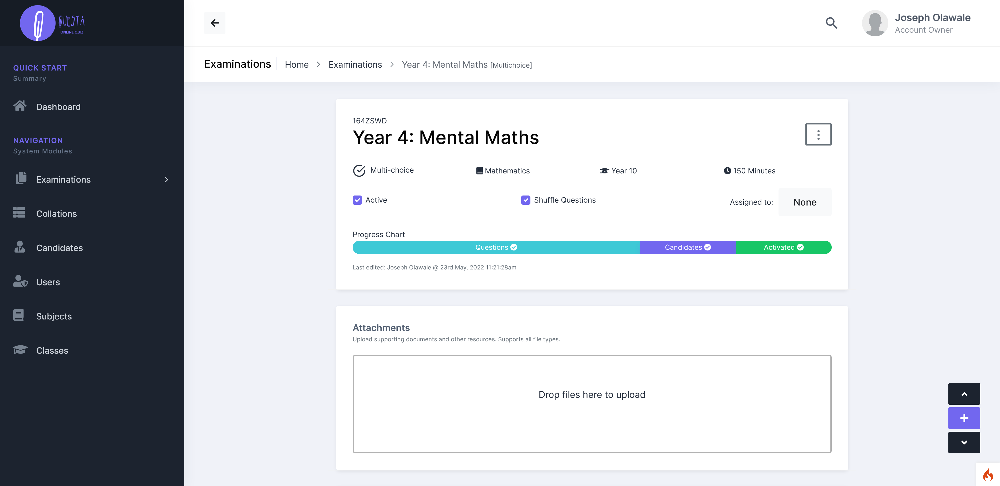 QUESTA
ONLINE QUIZ
Joseph Olawale
Account Owner
QUICK START
Summary
Dashboard
NAVIGATION
System Modules
Examinations
Collations
Candidates
Users
Subjects
Classes
Examinations Home > Examinations > Year 4: Mental Maths [Multichoice]
164ZSWD
Year 4: Mental Maths
Multi-choice Mathematics Year 10 150 Minutes
Active Shuffle Questions Assigned to: None
Progress Chart
Questions Candidates Activated
Last edited: Joseph Olawale @ 23rd May, 2022 11:21:28am
Attachments
Upload supporting documents and other resources. Supports all file types.
Drop files here to upload